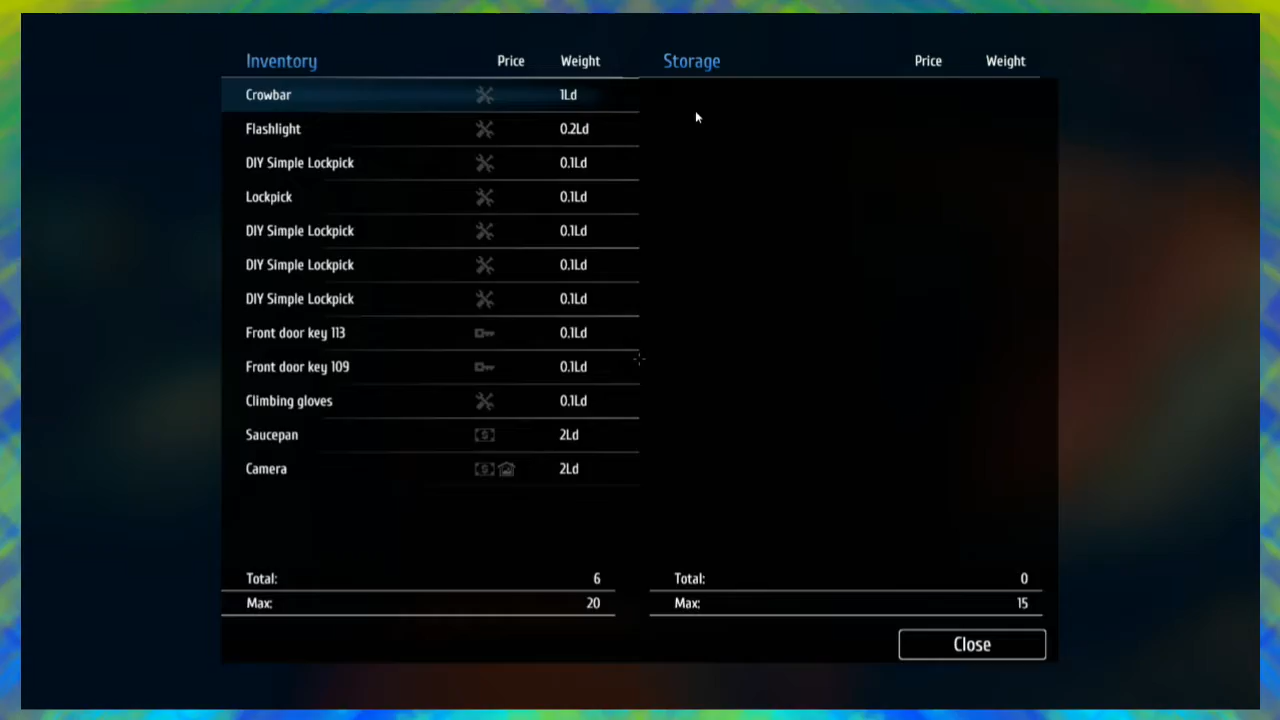 Inventory Price Weight
Crowbar 1Ld
Flashlight 0.2Ld
DIY Simple Lockpick 0.1Ld
Lockpick 0.1Ld
DIY Simple Lockpick 0.1Ld
DIY Simple Lockpick 0.1Ld
DIY Simple Lockpick 0.1Ld
Front door key 113 0.1Ld
Front door key 109 0.1Ld
Climbing gloves 0.1Ld
Saucepan 2Ld
Camera 2Ld
Total: 6
Max: 20
Storage Price Weight
Total: 0
Max: 15
Close